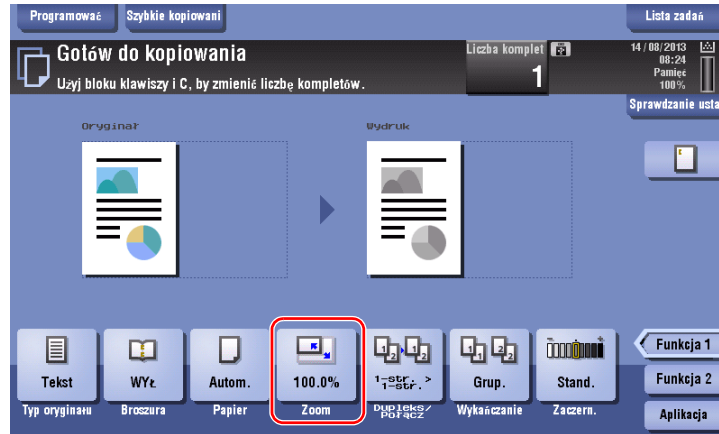 Programować
Szybkie kopiowani
Lista zadań
Gotów do kopiowania
Użyj bloku klawiszy i C, by zmienić liczbę kompletów.
Liczba komplet
1
14/08/2013
08:24
Pamięć
100%
Sprawdzanie usta
Oryginał
Wydruk
Tekst
WYŁ
Autom.
100.0%
1-str. >
1-str.
Grup.
Stand.
Typ oryginału
Broszura
Papier
Zoom
Dupleks/
Połącz
Wykańczanie
Zaczern.
Funkcja 1
Funkcja 2
Aplikacja